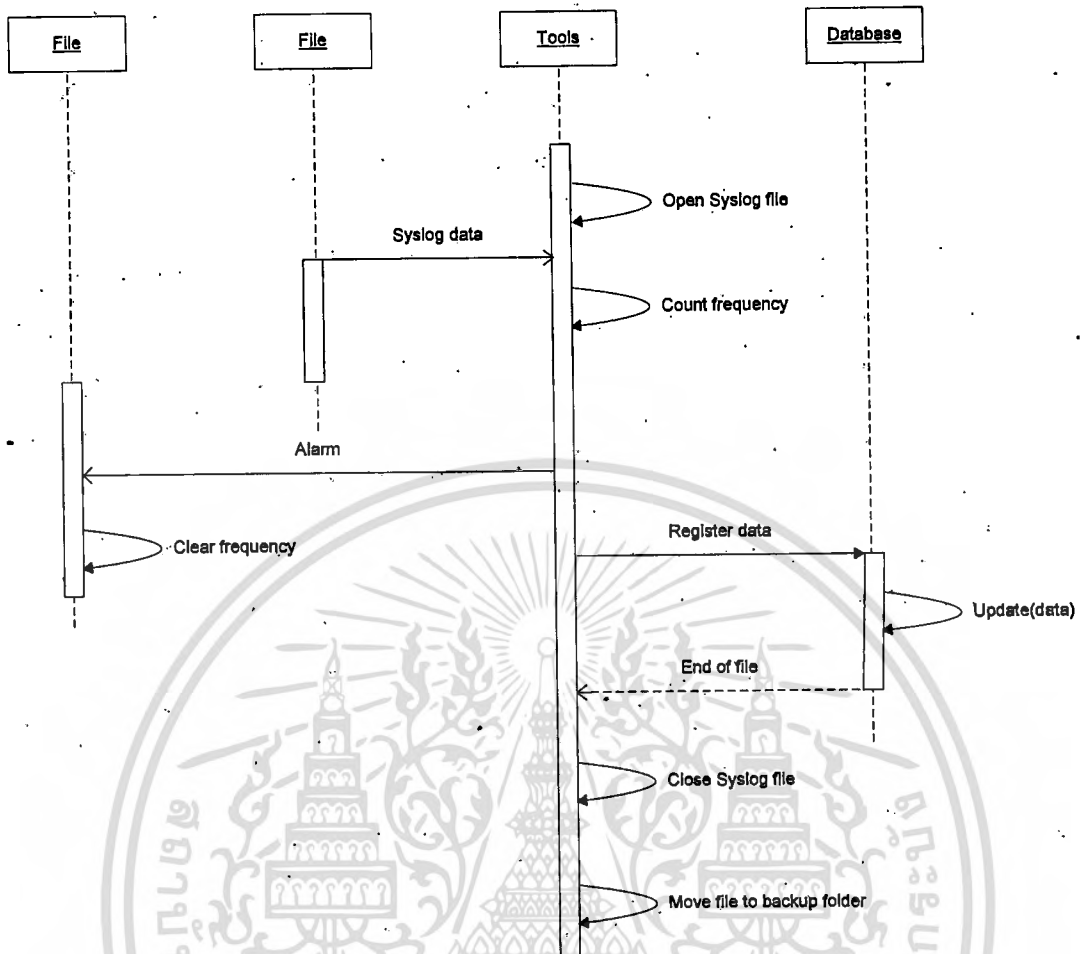 File
File
Tools
Database
Open Syslog file
Syslog data
Count frequency
Alarm
Clear frequency
Register data
Update(data)
End of file
Close Syslog file
Move file to backup folder